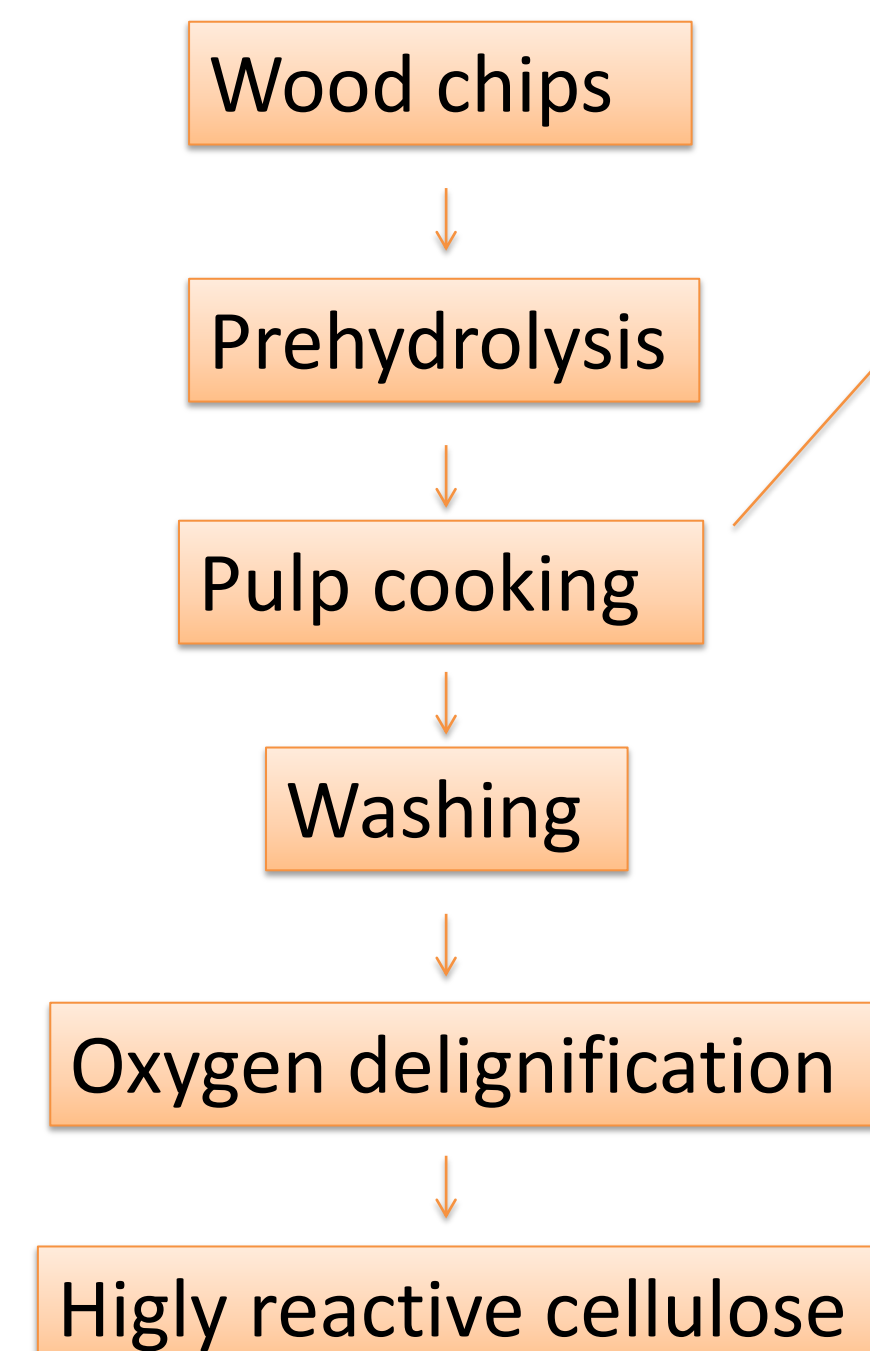 Wood chips
Prehydrolysis
Pulp cooking
Washing
Oxygen delignification
Higly reactive cellulose